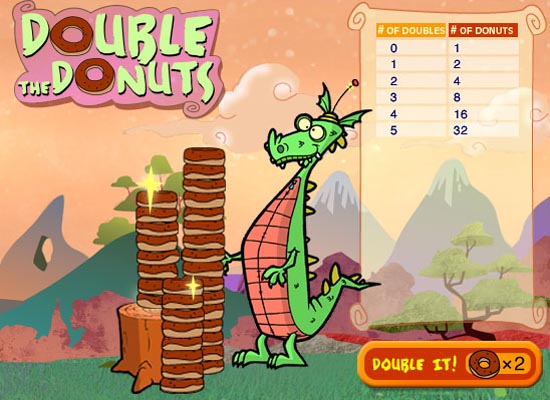 DOUBLE
THE DONUTS
# OF DOUBLES # OF DONUTS
0 1
1 2
2 4
3 8
4 16
5 32
DOUBLE IT! ×2